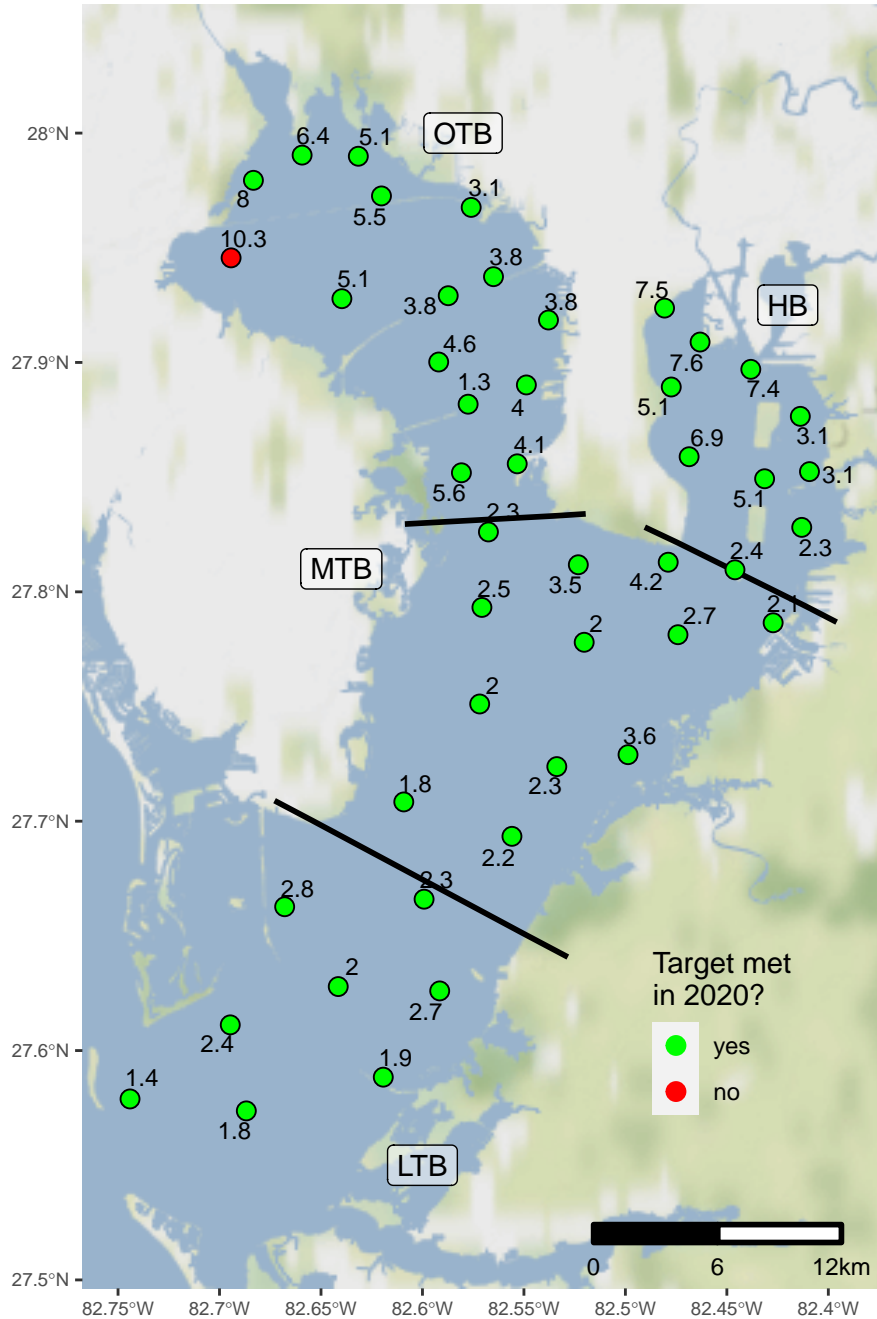 6.4
5.1
OTB
28°N
8
5.5
3.1
10.3
3.8
5.1
3.8
3.8
7.5
HB
4.6
7.6
27.9°N
1.3
4
5.1
7.4
3.1
4.1
6.9
5.6
5.1
3.1
2.3
2.3
MTB
3.5
4.2
2.4
27.8°N
2.5
2
2.7
2.1
2
3.6
1.8
2.3
27.7°N
2.2
2.8
2.3
2
2.7
Target met
in 2020?
2.4
yes
27.6°N
1.4
1.9
no
1.8
LTB
0
6
12km
27.5°N
82.75°W
82.7°W
82.65°W
82.6°W
82.55°W
82.5°W
82.45°W
82.4°W